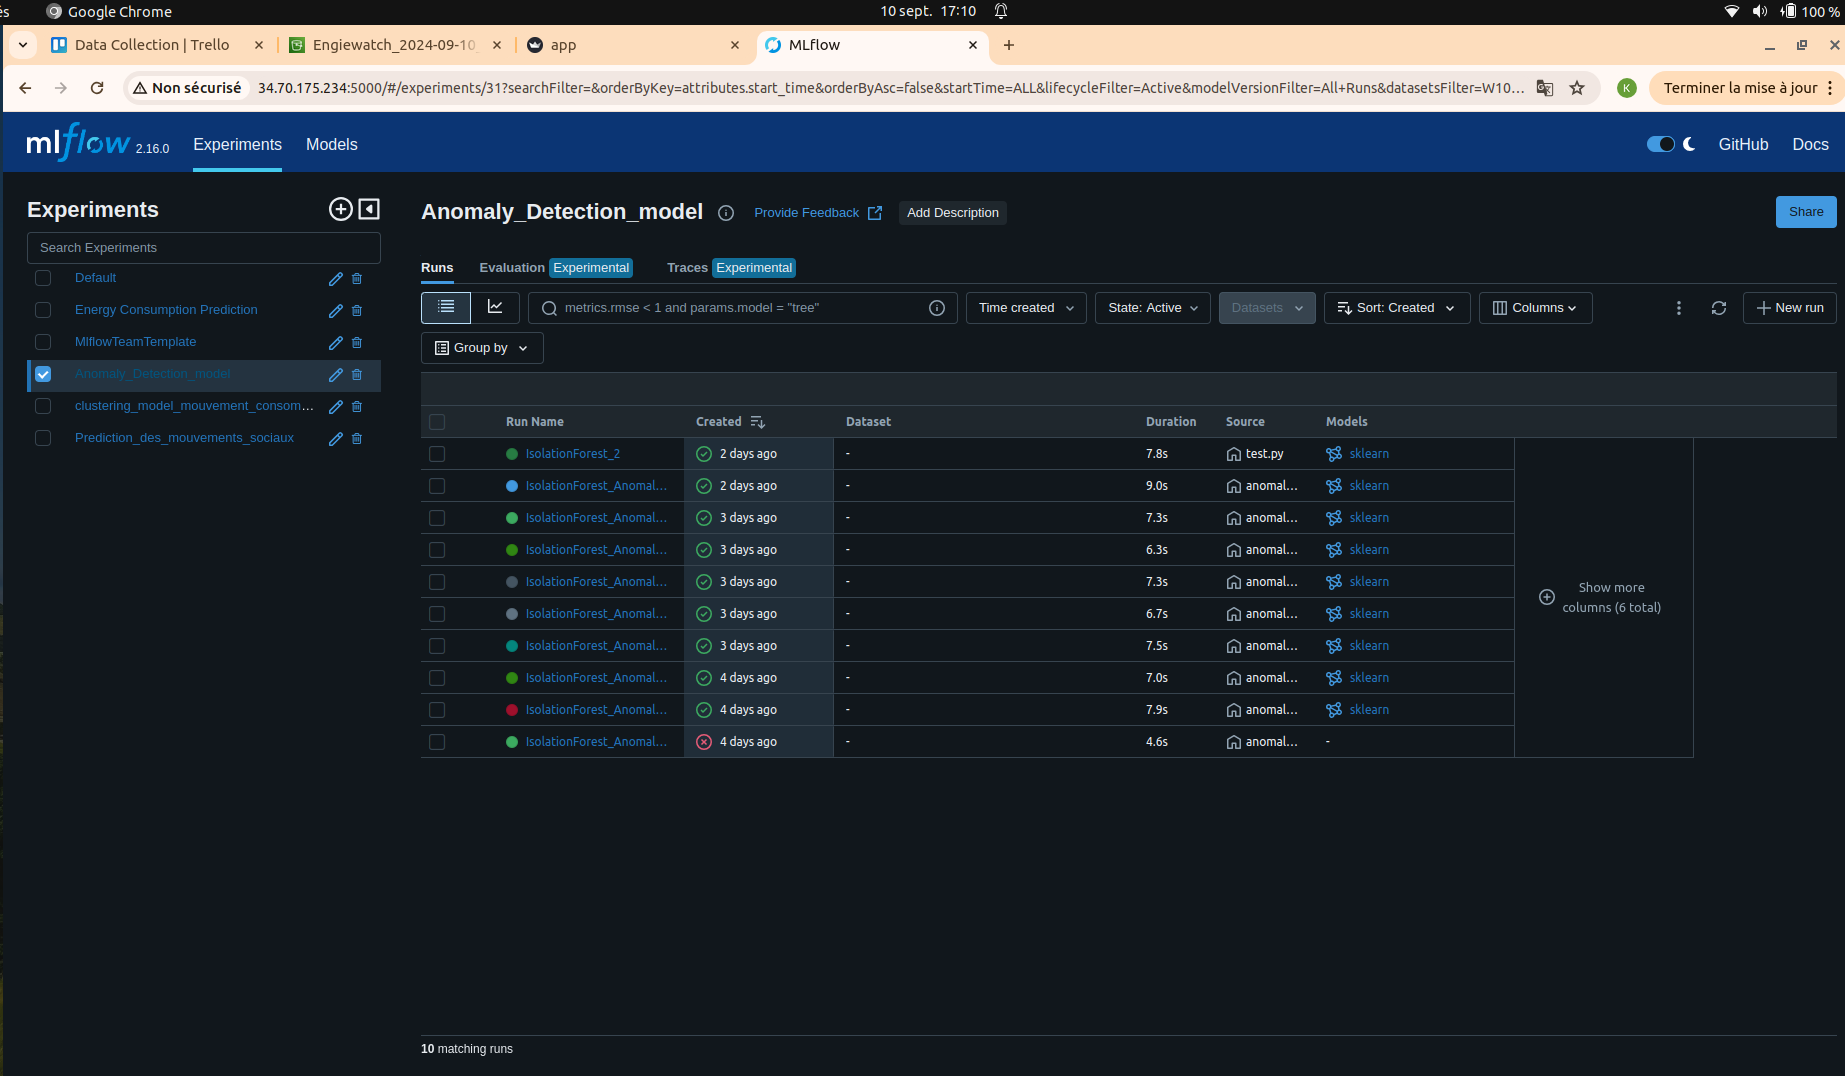 és Google Chrome 10 sept. 17:10 100 %
Data Collection | Trello Engiewatch_2024-09-10 app MLflow
Non sécurisé 34.70.175.234:5000/#/experiments/31?searchFilter=&orderByKey=attributes.start_time&orderByAsc=false&startTime=ALL&lifecycleFilter=Active&modelVersionFilter=All+Runs&datasetsFilter=W10... K Terminer la mise à jour
mlflow 2.16.0 Experiments Models GitHub Docs
Experiments
Search Experiments
Default
Energy Consumption Prediction
MlflowTeamTemplate
Anomaly_Detection_model
clustering_model_mouvement_consom...
Prediction_des_mouvements_sociaux
Anomaly_Detection_model Provide Feedback Add Description Share
Runs Evaluation Experimental Traces Experimental
metrics.rmse < 1 and params.model = "tree" Time created State: Active Datasets Sort: Created Columns New run
Group by
Run Name Created Dataset Duration Source Models
IsolationForest_2 2 days ago - 7.8s test.py sklearn
IsolationForest_Anomal... 2 days ago - 9.0s anomal... sklearn
IsolationForest_Anomal... 3 days ago - 7.3s anomal... sklearn
IsolationForest_Anomal... 3 days ago - 6.3s anomal... sklearn
IsolationForest_Anomal... 3 days ago - 7.3s anomal... sklearn
IsolationForest_Anomal... 3 days ago - 6.7s anomal... sklearn
IsolationForest_Anomal... 3 days ago - 7.5s anomal... sklearn
IsolationForest_Anomal... 4 days ago - 7.0s anomal... sklearn
IsolationForest_Anomal... 4 days ago - 7.9s anomal... sklearn
IsolationForest_Anomal... 4 days ago - 4.6s anomal... -
Show more
columns (6 total)
10 matching runs